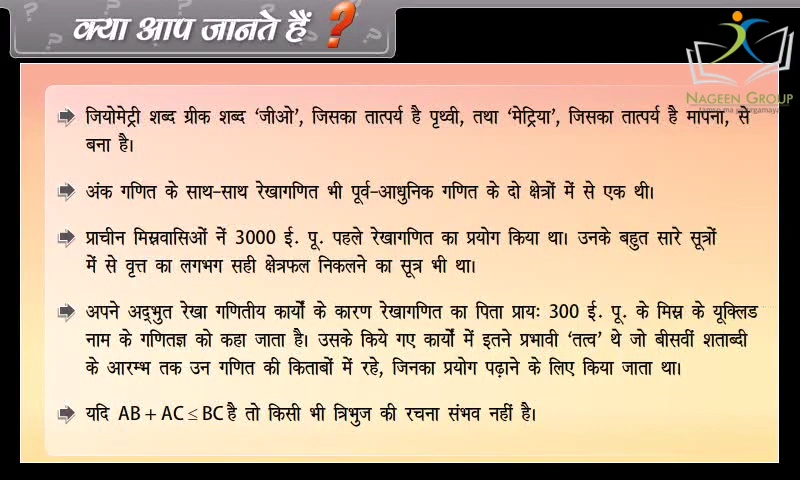 क्या आप जानते हैं ?
NAGEEN GROUP
जियोमेट्री शब्द ग्रीक शब्द ‘जीओ’, जिसका तात्पर्य है पृथ्वी, तथा ‘मेट्रिया’, जिसका तात्पर्य है मापना, से
बना है।
अंक गणित के साथ-साथ रेखागणित भी पूर्व-आधुनिक गणित के दो क्षेत्रों में से एक थी।
प्राचीन मिस्रवासिओं नें 3000 ई. पू. पहले रेखागणित का प्रयोग किया था। उनके बहुत सारे सूत्रों
में से वृत्त का लगभग सही क्षेत्रफल निकलने का सूत्र भी था।
अपने अद्भुत रेखा गणितीय कार्यों के कारण रेखागणित का पिता प्रायः 300 ई. पू. के मिस्र के यूक्लिड
नाम के गणितज्ञ को कहा जाता है। उसके किये गए कार्यों में इतने प्रभावी ‘तत्व’ थे जो बीसवीं शताब्दी
के आरम्भ तक उन गणित की किताबों में रहे, जिनका प्रयोग पढ़ाने के लिए किया जाता था।
यदि AB + AC ≤ BC है तो किसी भी त्रिभुज की रचना संभव नहीं है।